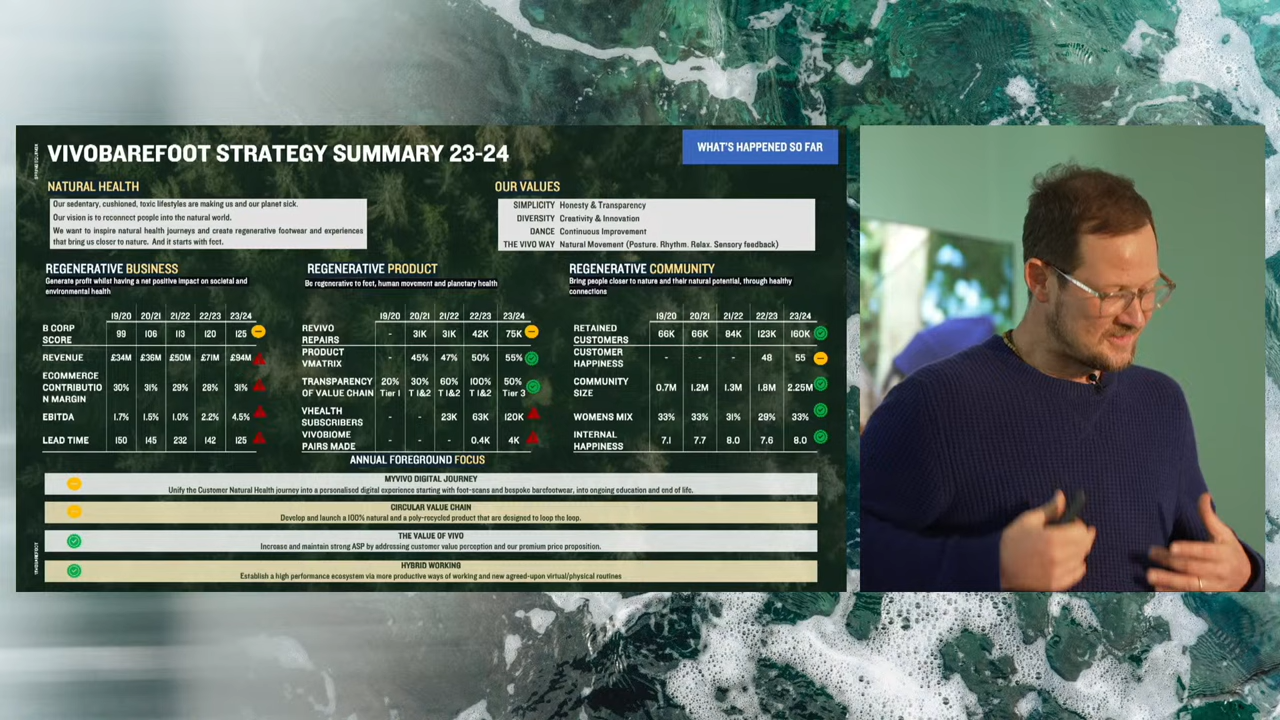 VIVOBAREFOOT STRATEGY SUMMARY 23-24
WHAT'S HAPPENED SO FAR
NATURAL HEALTH
Our sedentary, cushioned, toxic lifestyles are making us and our planet sick.
Our vision is to reconnect people into the natural world.
We want to inspire natural health journeys and create regenerative footwear and experiences
that bring us closer to nature. And it starts with feet.
OUR VALUES
SIMPLICITY Honesty & Transparency
DIVERSITY Creativity & Innovation
DANCE Continuous Improvement
THE VIVO WAY Natural Movement (Posture. Rhythm. Relax. Sensory feedback)
REGENERATIVE BUSINESS
Generate profit whilst having a net positive impact on societal and
environmental health
19/20 20/21 21/22 22/23 23/24
B CORP
SCORE 99 106 113 120 125
REVENUE £34M £36M £50M £71M £94M
ECOMMERCE
CONTRIBUTIO 30% 31% 29% 28% 31%
N MARGIN
EBITDA 1.7% 1.5% 1.0% 2.2% 4.5%
LEAD TIME 150 145 232 142 125
REGENERATIVE PRODUCT
Be regenerative to feet, human movement and planetary health
19/20 20/21 21/22 22/23 23/24
REVIVO
REPAIRS - 31K 31K 42K 75K
PRODUCT
VMATRIX - 45% 47% 50% 55%
TRANSPARENCY 20% 30% 60% 100% 50%
OF VALUE CHAIN Tier 1 T 1&2 T 1&2 T 1&2 Tier 3
VHEALTH
SUBSCRIBERS - - 23K 63K 120K
VIVOBIOME
PAIRS MADE - - - 0.4K 4K
REGENERATIVE COMMUNITY
Bring people closer to nature and their natural potential, through healthy
connections
19/20 20/21 21/22 22/23 23/24
RETAINED
CUSTOMERS 66K 66K 84K 123K 160K
CUSTOMER
HAPPINESS - - - 48 55
COMMUNITY
SIZE 0.7M 1.2M 1.3M 1.8M 2.25M
WOMENS MIX 33% 33% 31% 29% 33%
INTERNAL
HAPPINESS 7.1 7.7 8.0 7.6 8.0
ANNUAL FOREGROUND FOCUS
MYVIVO DIGITAL JOURNEY
Unify the Customer Natural Health journey into a personalised digital experience starting with foot-scans and bespoke barefootwear, into ongoing education and end of life.
CIRCULAR VALUE CHAIN
Develop and launch a 100% natural and a poly-recycled product that are designed to loop the loop.
THE VALUE OF VIVO
Increase and maintain strong ASP by addressing customer value perception and our premium price proposition.
HYBRID WORKING
Establish a high performance ecosystem via more productive ways of working and new agreed-upon virtual/physical routines